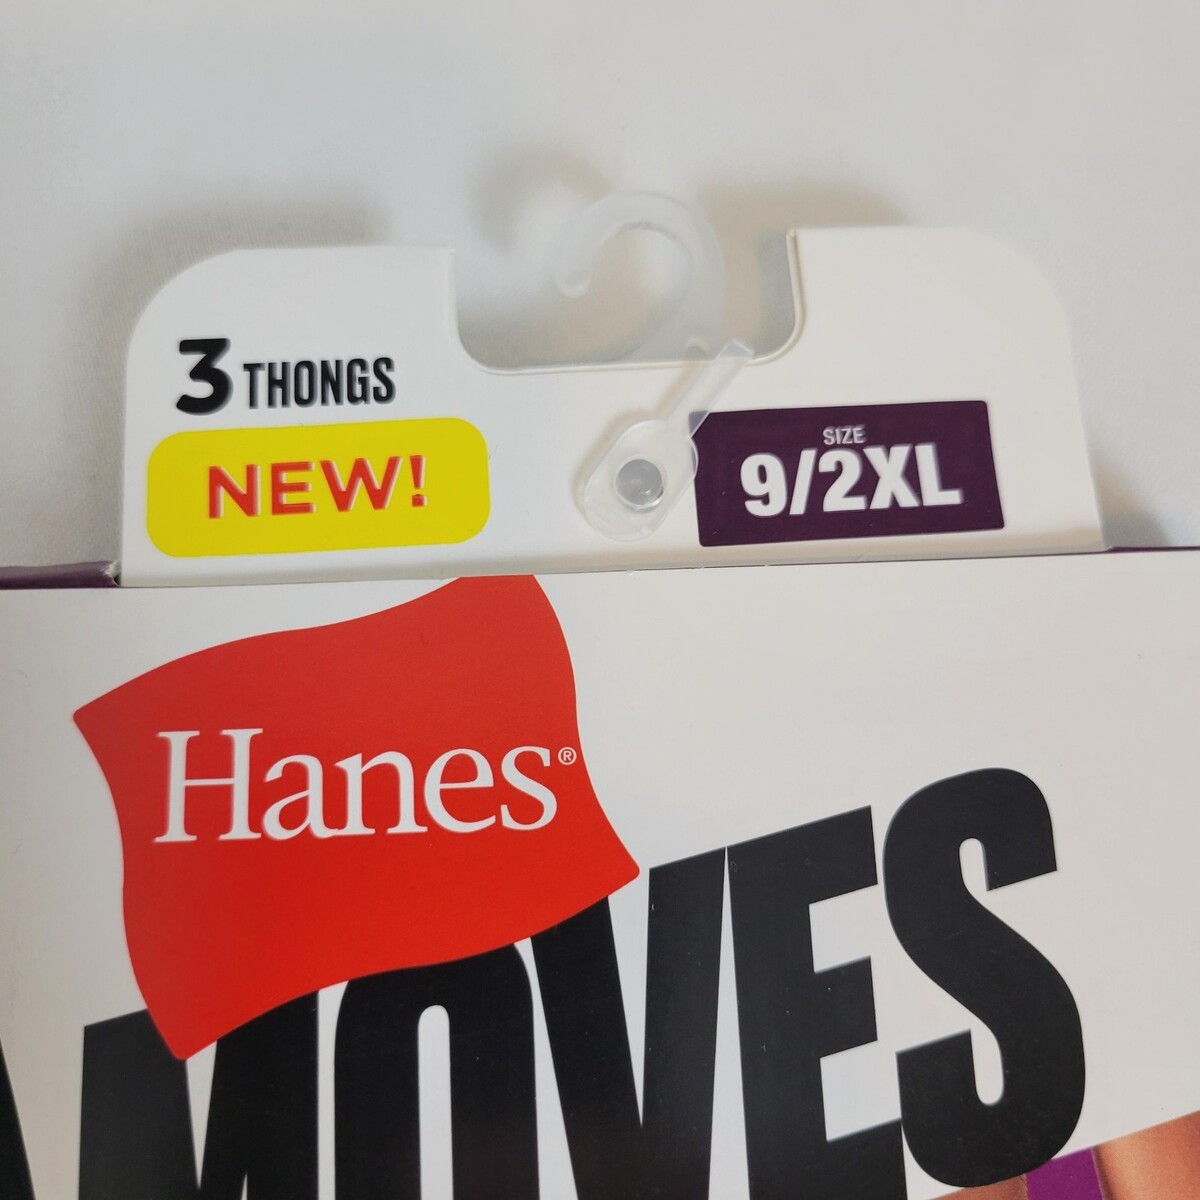 3 THONGS
NEW!
SIZE
9/2XL
Hanes®
MOVES